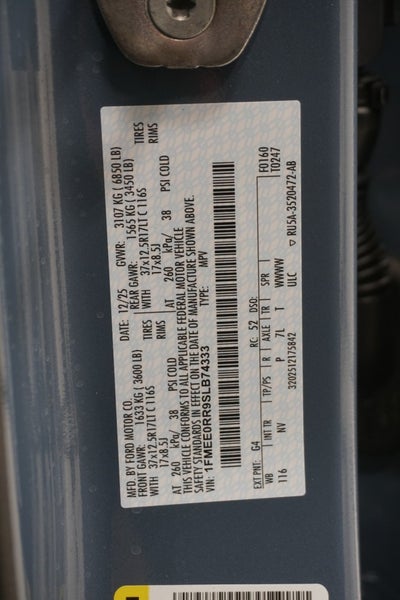 MFD. BY FORD MOTOR CO.
DATE: 12/25
GVWR: 3107 KG ( 6850 LB)
FRONT GAWR: 1633 KG ( 3600 LB)
REAR GAWR: 1565 KG ( 3450 LB)
WITH 37x12.5R17LT C 116S TIRES
17x8.5J RIMS
AT 260 kPa/ 38 PSI COLD
WITH 37x12.5R17LT C 116S TIRES
17x8.5J RIMS
AT 260 kPa/ 38 PSI COLD
THIS VEHICLE CONFORMS TO ALL APPLICABLE FEDERAL MOTOR VEHICLE
SAFETY STANDARDS IN EFFECT ON THE DATE OF MANUFACTURE SHOWN ABOVE.
VIN: 1FMEE0RR9SLB74333
TYPE: MPV
F0160
T0247
EXT PNT: G4 RC: 52 DSO:
WB INT TR TP/PS R AXLE TR SPR
116 NV P 7L T WWWW
ULC
3202512175842
▽ RU5A-3520472-AB